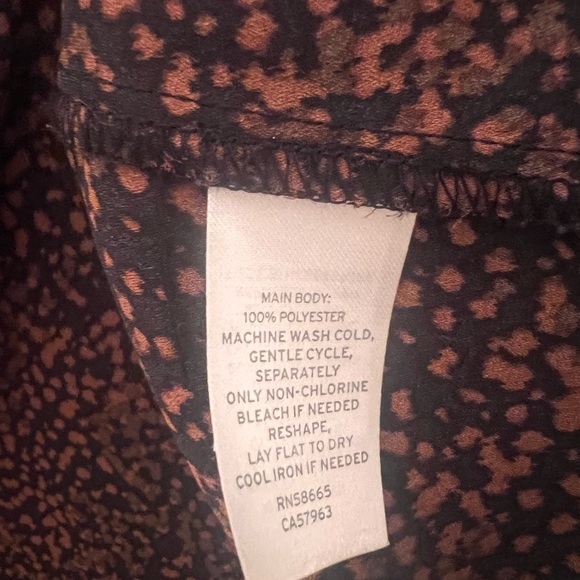 MAIN BODY:
100% POLYESTER
MACHINE WASH COLD,
GENTLE CYCLE,
SEPARATELY
ONLY NON-CHLORINE
BLEACH IF NEEDED
RESHAPE,
LAY FLAT TO DRY
COOL IRON IF NEEDED
RN58665
CA57963